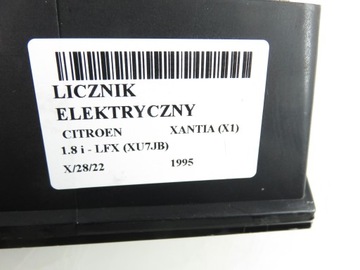 LICZNIK
ELEKTRYCZNY
CITROEN XANTIA (X1)
1.8 i - LFX (XU7JB)
X/28/22 1995